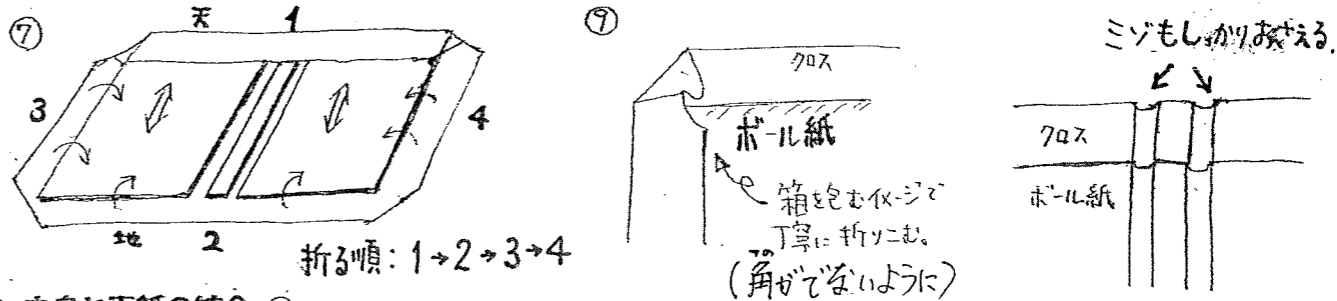 ⑦
天 1
3
4
地 2
折る順：1→2→3→4
⑨
クロス
ボール紙
箱を包むイメージで
丁寧に折りこむ。
(角がでないように)
つの
ミゾもしっかりおさえる.
クロス
ボール紙